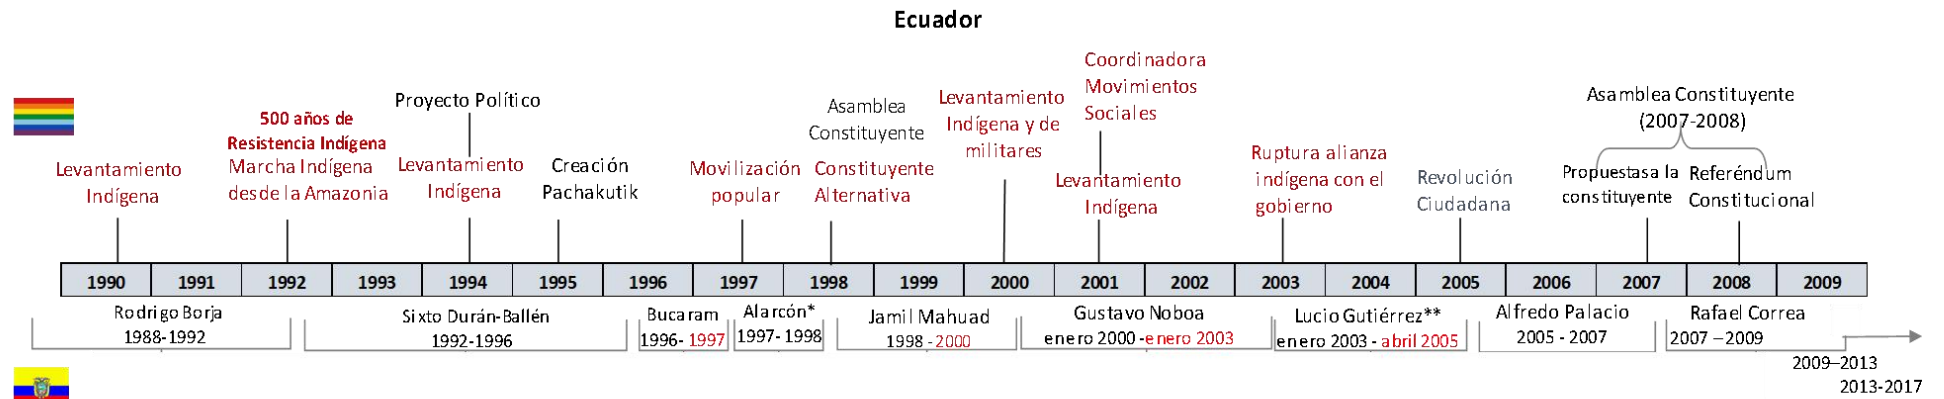 Ecuador
Coordinadora
Movimientos
Sociales
Proyecto Político
Asamblea
Constituyente
Levantamiento
Indígena y de
militares
Asamblea Constituyente
(2007-2008)
500 años de
Resistencia Indígena
Marcha Indígena
desde la Amazonia
Levantamiento
Indígena
Levantamiento
Indígena
Creación
Pachakutik
Movilización
popular
Constituyente
Alternativa
Levantamiento
Indígena
Ruptura alianza
indígena con el
gobierno
Revolución
Ciudadana
Propuestasa la
constituyente
Referéndum
Constitucional
1990 1991 1992 1993 1994 1995 1996 1997 1998 1999 2000 2001 2002 2003 2004 2005 2006 2007 2008 2009
Rodrigo Borja
1988-1992
Sixto Durán-Ballén
1992-1996
Bucaram
1996- 1997
Alarcón*
1997- 1998
Jamil Mahuad
1998 -2000
Gustavo Noboa
enero 2000 -enero 2003
Lucio Gutiérrez**
enero 2003 - abril 2005
Alfredo Palacio
2005 - 2007
Rafael Correa
2007 –2009
2009–2013
2013-2017